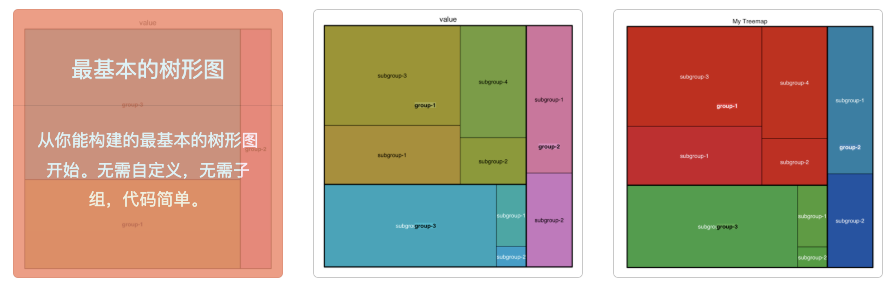 value
最基本的树形图
group-2
从你能构建的最基本的树形图
开始。无需自定义，无需子
组，代码简单。
group-1
value
subgroup-3
subgroup-4
group-1
subgroup-1
subgroup-1
subgroup-2
group-2
subgroup-3
group-3
subgroup-1
subgroup-2
subgroup-2
My Treemap
subgroup-3
subgroup-4
group-1
subgroup-1
subgroup-1
subgroup-2
group-2
subgroup-3
group-3
subgroup-1
subgroup-2
subgroup-2